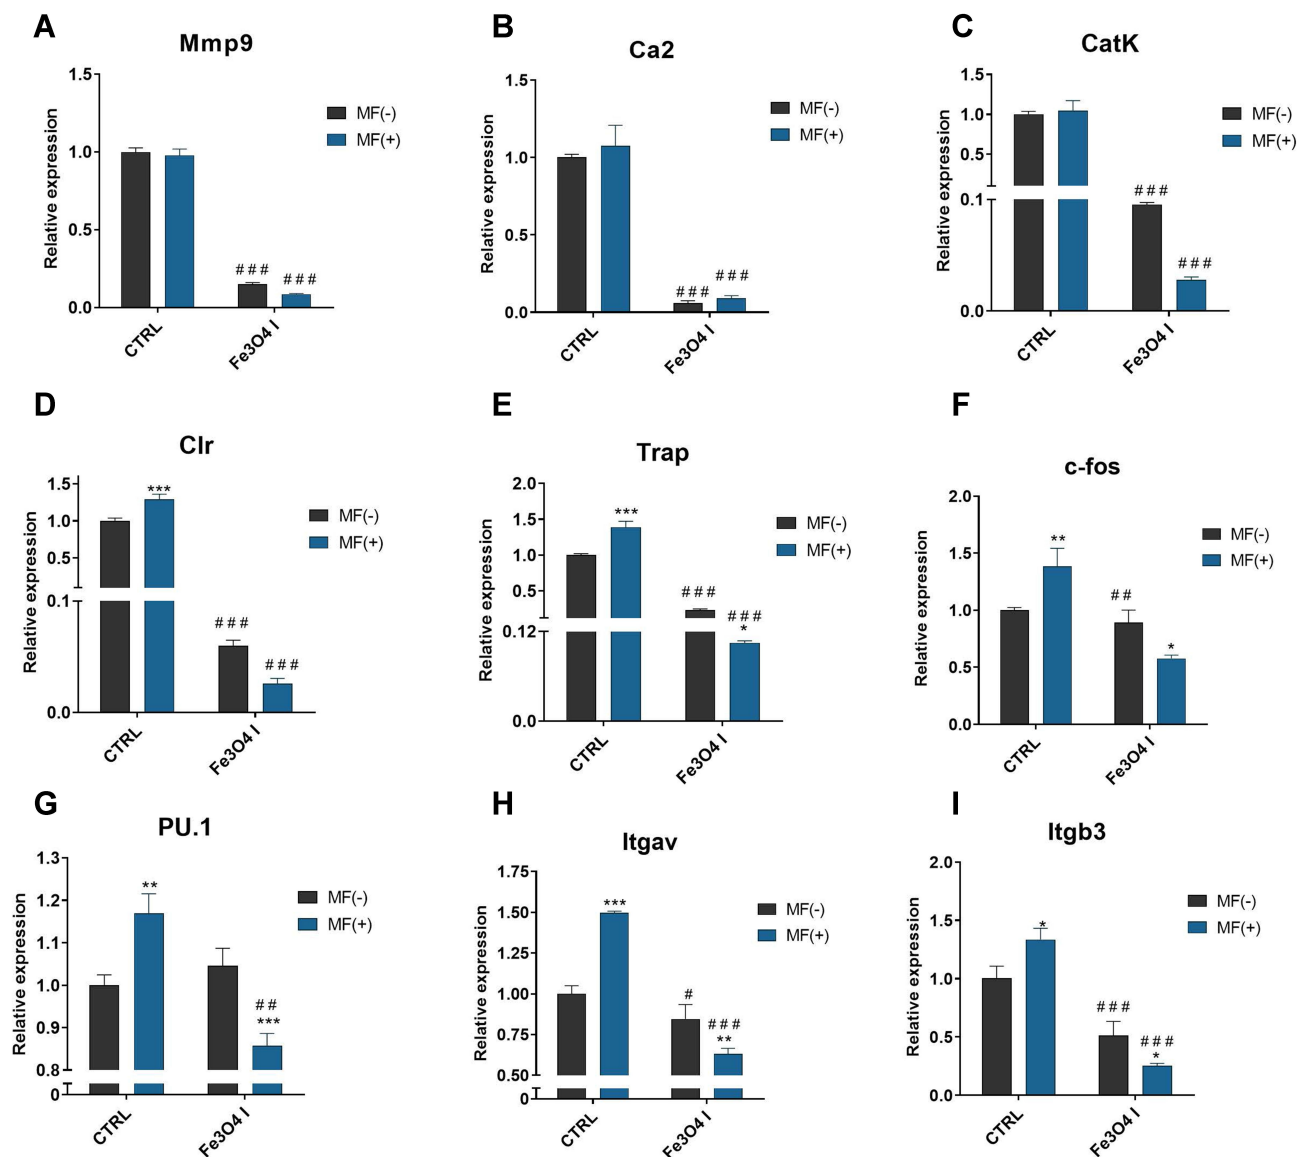 A
Mmp9
Relative expression
1.5
1.0
0.5
0.0
# # #
# # #
CTRL
Fe3O4 I
MF(-)
MF(+)
B
Ca2
Relative expression
1.5
1.0
0.5
0.0
# # #
# # #
CTRL
Fe3O4 I
MF(-)
MF(+)
C
CatK
Relative expression
1.5
1.0
0.5
0.1
0.0
# # #
# # #
CTRL
Fe3O4 I
MF(-)
MF(+)
D
Clr
Relative expression
1.5
1.0
0.5
0.1
0.0
***
# # #
# # #
CTRL
Fe3O4 I
MF(-)
MF(+)
E
Trap
Relative expression
2.0
1.5
1.0
0.5
0.12
0.0
***
# # #
# # #
*
CTRL
Fe3O4 I
MF(-)
MF(+)
F
c-fos
Relative expression
2.0
1.5
1.0
0.5
0.0
**
# #
*
CTRL
Fe3O4 I
MF(-)
MF(+)
G
PU.1
Relative expression
1.3
1.2
1.1
1.0
0.9
0.8
0
**
# #
***
CTRL
Fe3O4 I
MF(-)
MF(+)
H
Itgav
Relative expression
1.75
1.50
1.25
1.00
0.75
0.50
0
***
#
# # #
**
CTRL
Fe3O4 I
MF(-)
MF(+)
I
Itgb3
Relative expression
2.0
1.5
1.0
0.5
0.0
*
# # #
# # #
*
CTRL
Fe3O4 I
MF(-)
MF(+)